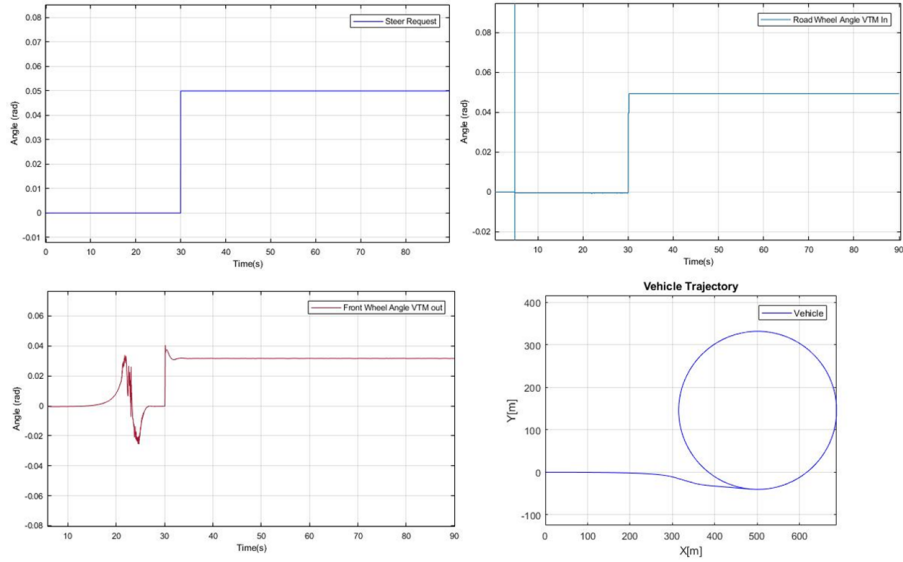 Steer Request
0.08
0.07
0.06
0.05
0.04
0.03
0.02
0.01
0
-0.01
Angle (rad)
0 10 20 30 40 50 60 70 80
Time(s)
Road Wheel Angle VTM In
0.08
0.06
0.04
0.02
0
-0.02
Angle (rad)
10 20 30 40 50 60 70 80 90
Time(s)
Front Wheel Angle VTM out
0.06
0.04
0.02
0
-0.02
-0.04
-0.06
-0.08
Angle (rad)
10 20 30 40 50 60 70 80 90
Time(s)
Vehicle Trajectory
Vehicle
400
300
200
100
0
-100
Y[m]
0 100 200 300 400 500 600
X[m]